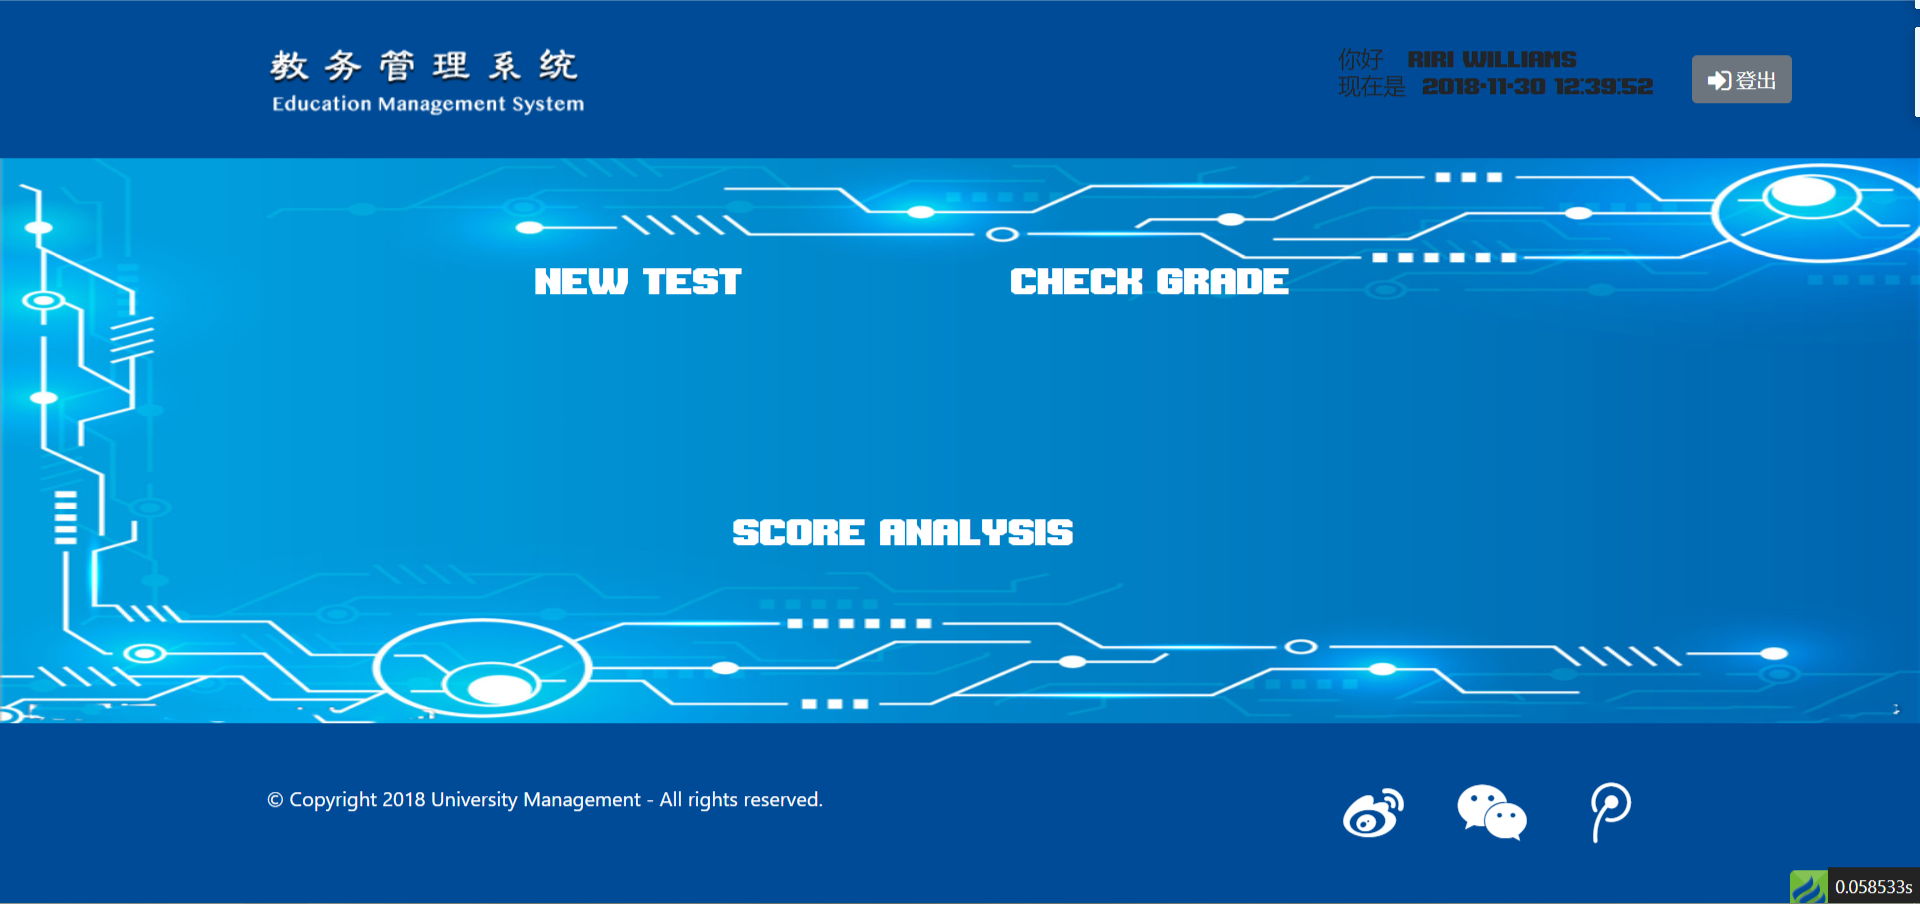 教务管理系统
Education Management System
你好 RIRI WILLIAMS
现在是 2018-11-30 12:39:52
登出
NEW TEST
CHECK GRADE
SCORE ANALYSIS
© Copyright 2018 University Management - All rights reserved.
0.058533s